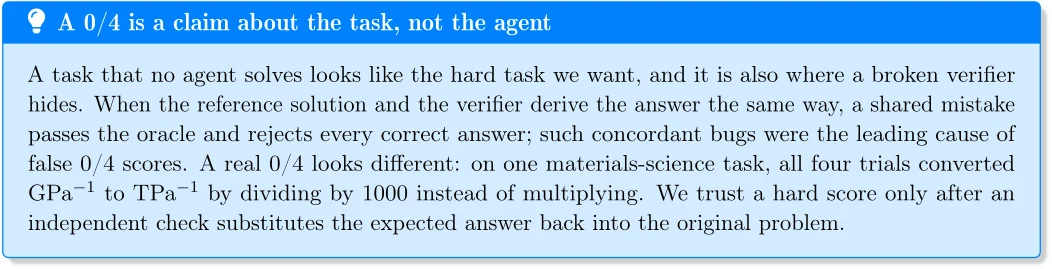 A 0/4 is a claim about the task, not the agent
A task that no agent solves looks like the hard task we want, and it is also where a broken verifier
hides. When the reference solution and the verifier derive the answer the same way, a shared mistake
passes the oracle and rejects every correct answer; such concordant bugs were the leading cause of
false 0/4 scores. A real 0/4 looks different: on one materials-science task, all four trials converted
GPa⁻¹ to TPa⁻¹ by dividing by 1000 instead of multiplying. We trust a hard score only after an
independent check substitutes the expected answer back into the original problem.